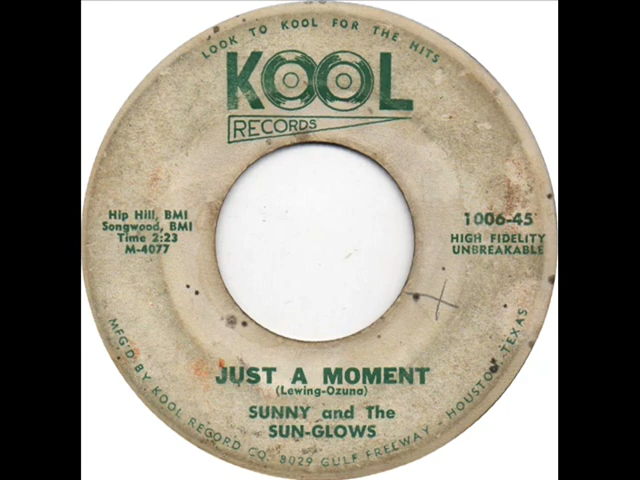 LOOK TO KOOL FOR THE HITS
KOOL
RECORDS
Hip Hill, BMI
Songwood, BMI
Time 2:23
M-4077
1006-45
HIGH FIDELITY
UNBREAKABLE
JUST A MOMENT
(Lewing-Ozuna)
SUNNY and The
SUN-GLOWS
MFG'D BY KOOL RECORD CO. 8029 GULF FREEWAY - HOUSTON, TEXAS